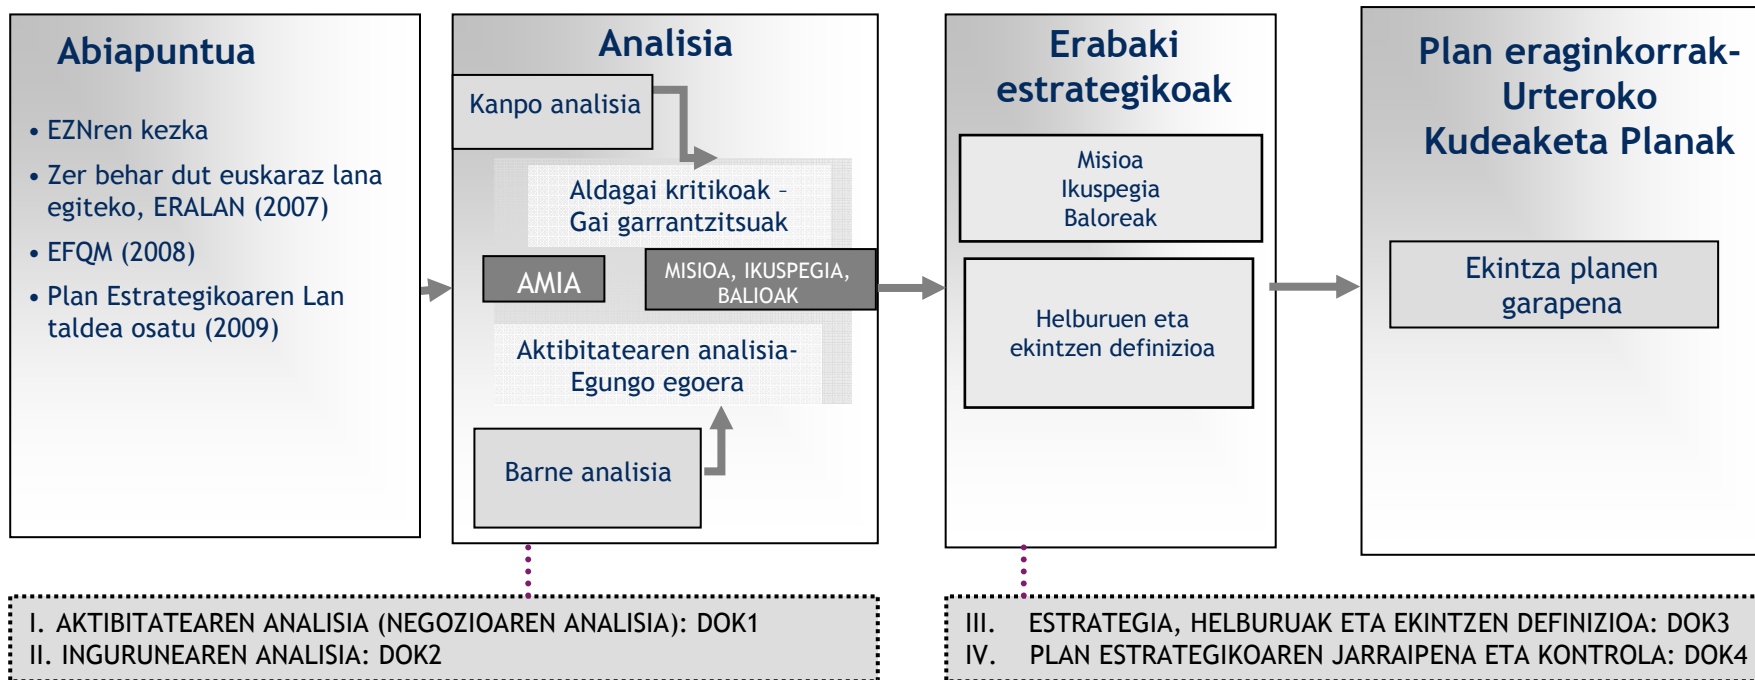 Abiapuntua
• EZNren kezka
• Zer behar dut euskaraz lana
egiteko, ERALAN (2007)
• EFQM (2008)
• Plan Estrategikoaren Lan
taldea osatu (2009)
Analisia
Kanpo analisia
Aldagai kritikoak –
Gai garrantzitsuak
AMIA
MISIOA, IKUSPEGIA,
BALIOAK
Aktibitatearen analisia-
Egungo egoera
Barne analisia
Erabaki
estrategikoak
Misioa
Ikuspegia
Baloreak
Helburuen eta
ekintzen definizioa
Plan eraginkorrak-
Urteroko
Kudeaketa Planak
Ekintza planen
garapena
I. AKTIBITATEAREN ANALISIA (NEGOZIOAREN ANALISIA): DOK1
II. INGURUNEAREN ANALISIA: DOK2
III. ESTRATEGIA, HELBURUAK ETA EKINTZEN DEFINIZIOA: DOK3
IV. PLAN ESTRATEGIKOAREN JARRAIPENA ETA KONTROLA: DOK4